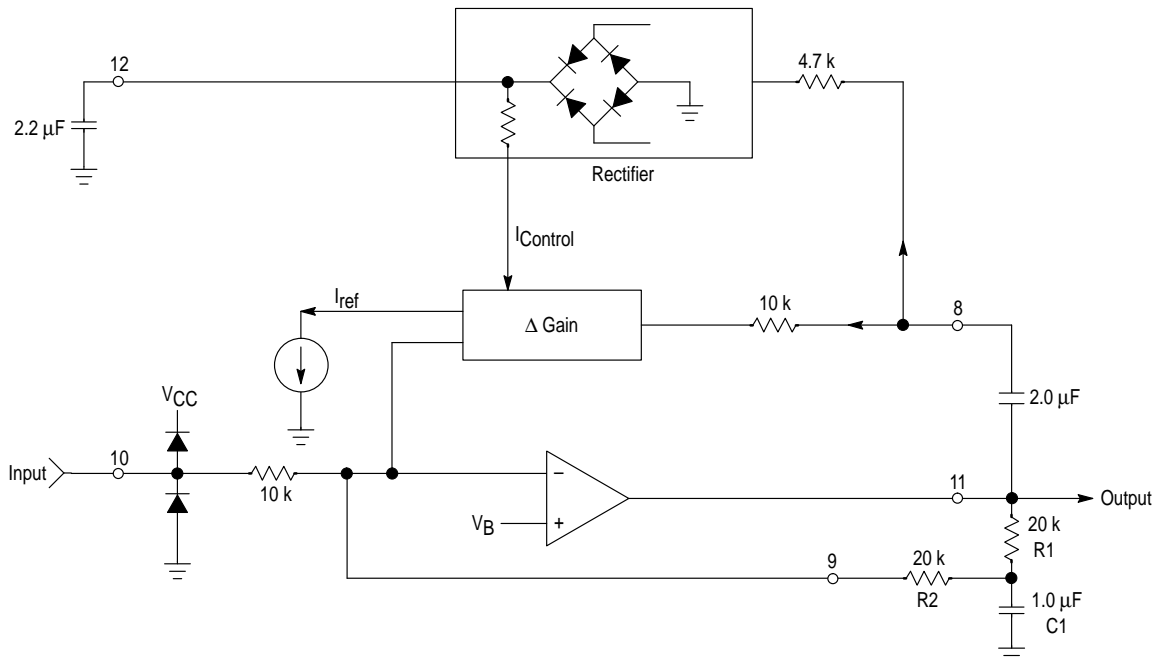 12
4.7 k
2.2 μF
Rectifier
IControl
Iref
Δ Gain
10 k
8
VCC
2.0 μF
Input
10
10 k
–
11
Output
VB
+
20 k
R1
9
20 k
R2
1.0 μF
C1